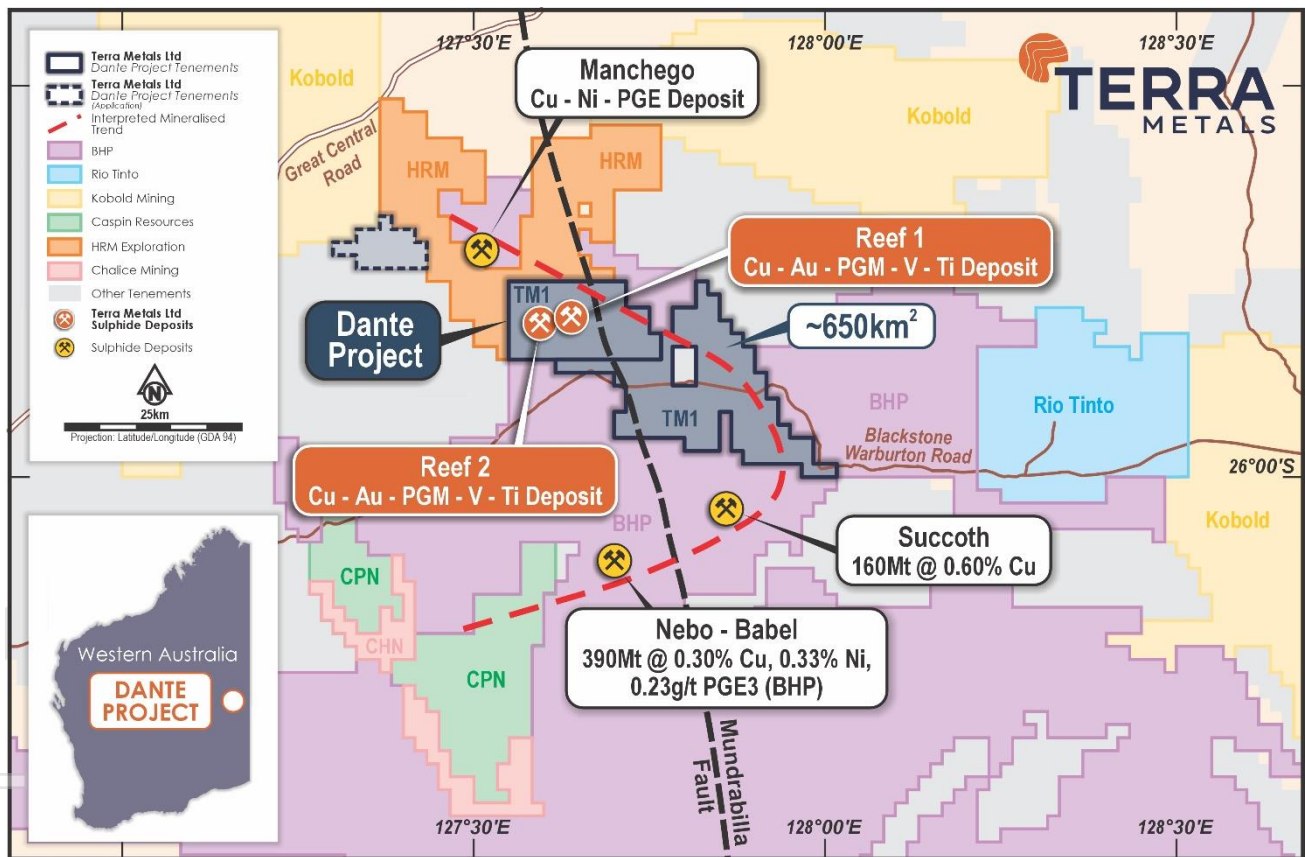 Terra Metals Ltd
Dante Project Tenements
Terra Metals Ltd
Dante Project Tenements
(Application)
Interpreted Mineralised
Trend
BHP
Rio Tinto
Kobold Mining
Caspin Resources
HRM Exploration
Chalice Mining
Other Tenements
Terra Metals Ltd
Sulphide Deposits
Sulphide Deposits
N
25km
Projection: Latitude/Longitude (GDA 94)
127°30'E
128°00'E
128°30'E
TERRA
METALS
Kobold
Great Central
Road
Manchego
Cu - Ni - PGE Deposit
Kobold
HRM
HRM
Reef 1
Cu - Au - PGM - V - Ti Deposit
TM1
Dante
Project
~650km²
TM1
BHP
Rio Tinto
Blackstone
Warburton Road
26°00'S
Reef 2
Cu - Au - PGM - V - Ti Deposit
BHP
Kobold
Succoth
160Mt @ 0.60% Cu
CPN
CHN
CPN
Nebo - Babel
390Mt @ 0.30% Cu, 0.33% Ni,
0.23g/t PGE3 (BHP)
Western Australia
DANTE
PROJECT
Mundrabilla
Fault
127°30'E
128°00'E
128°30'E